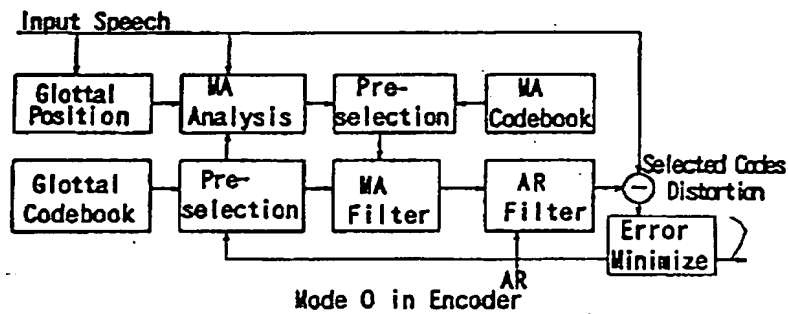 Input Speech
Glottal
Position
MA
Analysis
Pre-
selection
MA
Codebook
Glottal
Codebook
Pre-
selection
MA
Filter
AR
Filter
Selected Codes
Distortion
Error
Minimize
AR
Mode 0 in Encoder